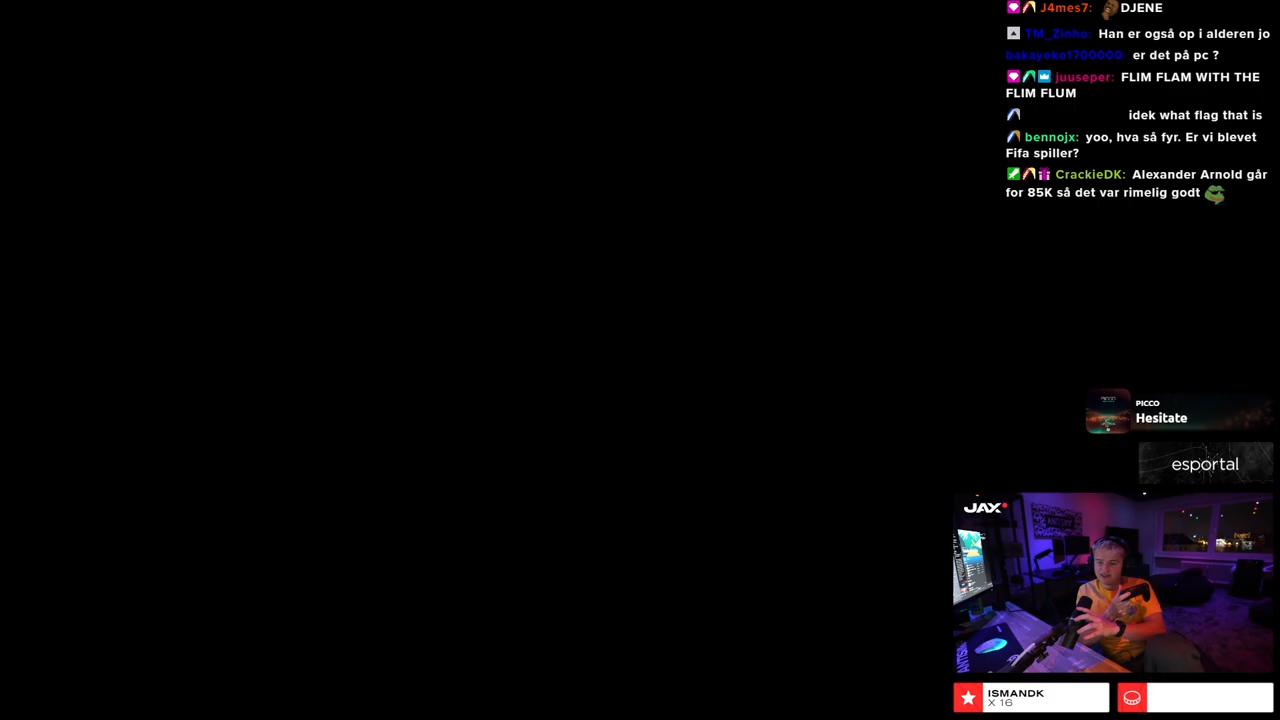 J4mes7: DJENE
TM_Zinho: Han er også op i alderen jo
bakayoko1700000: er det på pc ?
juuseper: FLIM FLAM WITH THE
FLIM FLUM
idek what flag that is
bennojx: yoo, hva så fyr. Er vi blevet
Fifa spiller?
CrackieDK: Alexander Arnold går
for 85K så det var rimelig godt
PICCO
Hesitate
esportal
JAX
ISMANDK
X 16